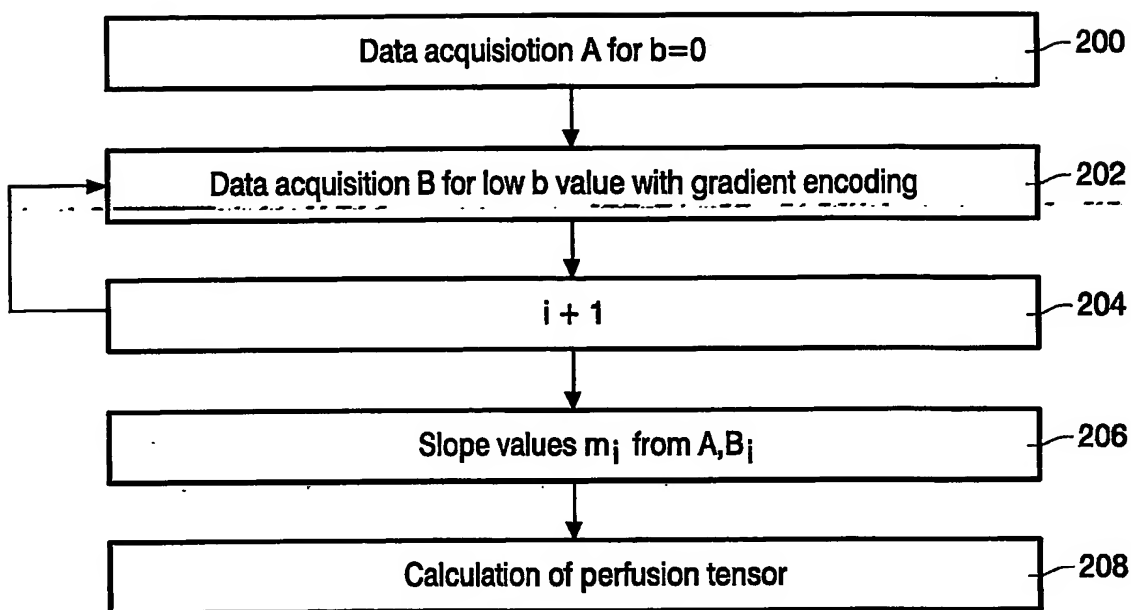 Data acquisiotion A for b=0
200
Data acquisition B for low b value with gradient encoding
202
i + 1
204
Slope values mi from A,Bi
206
Calculation of perfusion tensor
208